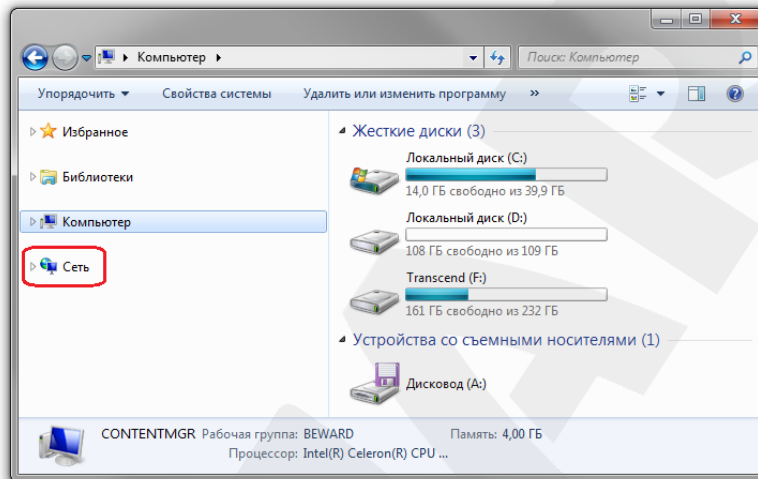 Компьютер
Поиск: Компьютер
Упорядочить Свойства системы Удалить или изменить программу »
Избранное
Библиотеки
Компьютер
Сеть
Жесткие диски (3)
Локальный диск (C:)
14,0 ГБ свободно из 39,9 ГБ
Локальный диск (D:)
108 ГБ свободно из 109 ГБ
Transcend (F:)
161 ГБ свободно из 232 ГБ
Устройства со съемными носителями (1)
Дисковод (A:)
CONTENTMGR Рабочая группа: BEWARD Память: 4,00 ГБ
Процессор: Intel(R) Celeron(R) CPU ...